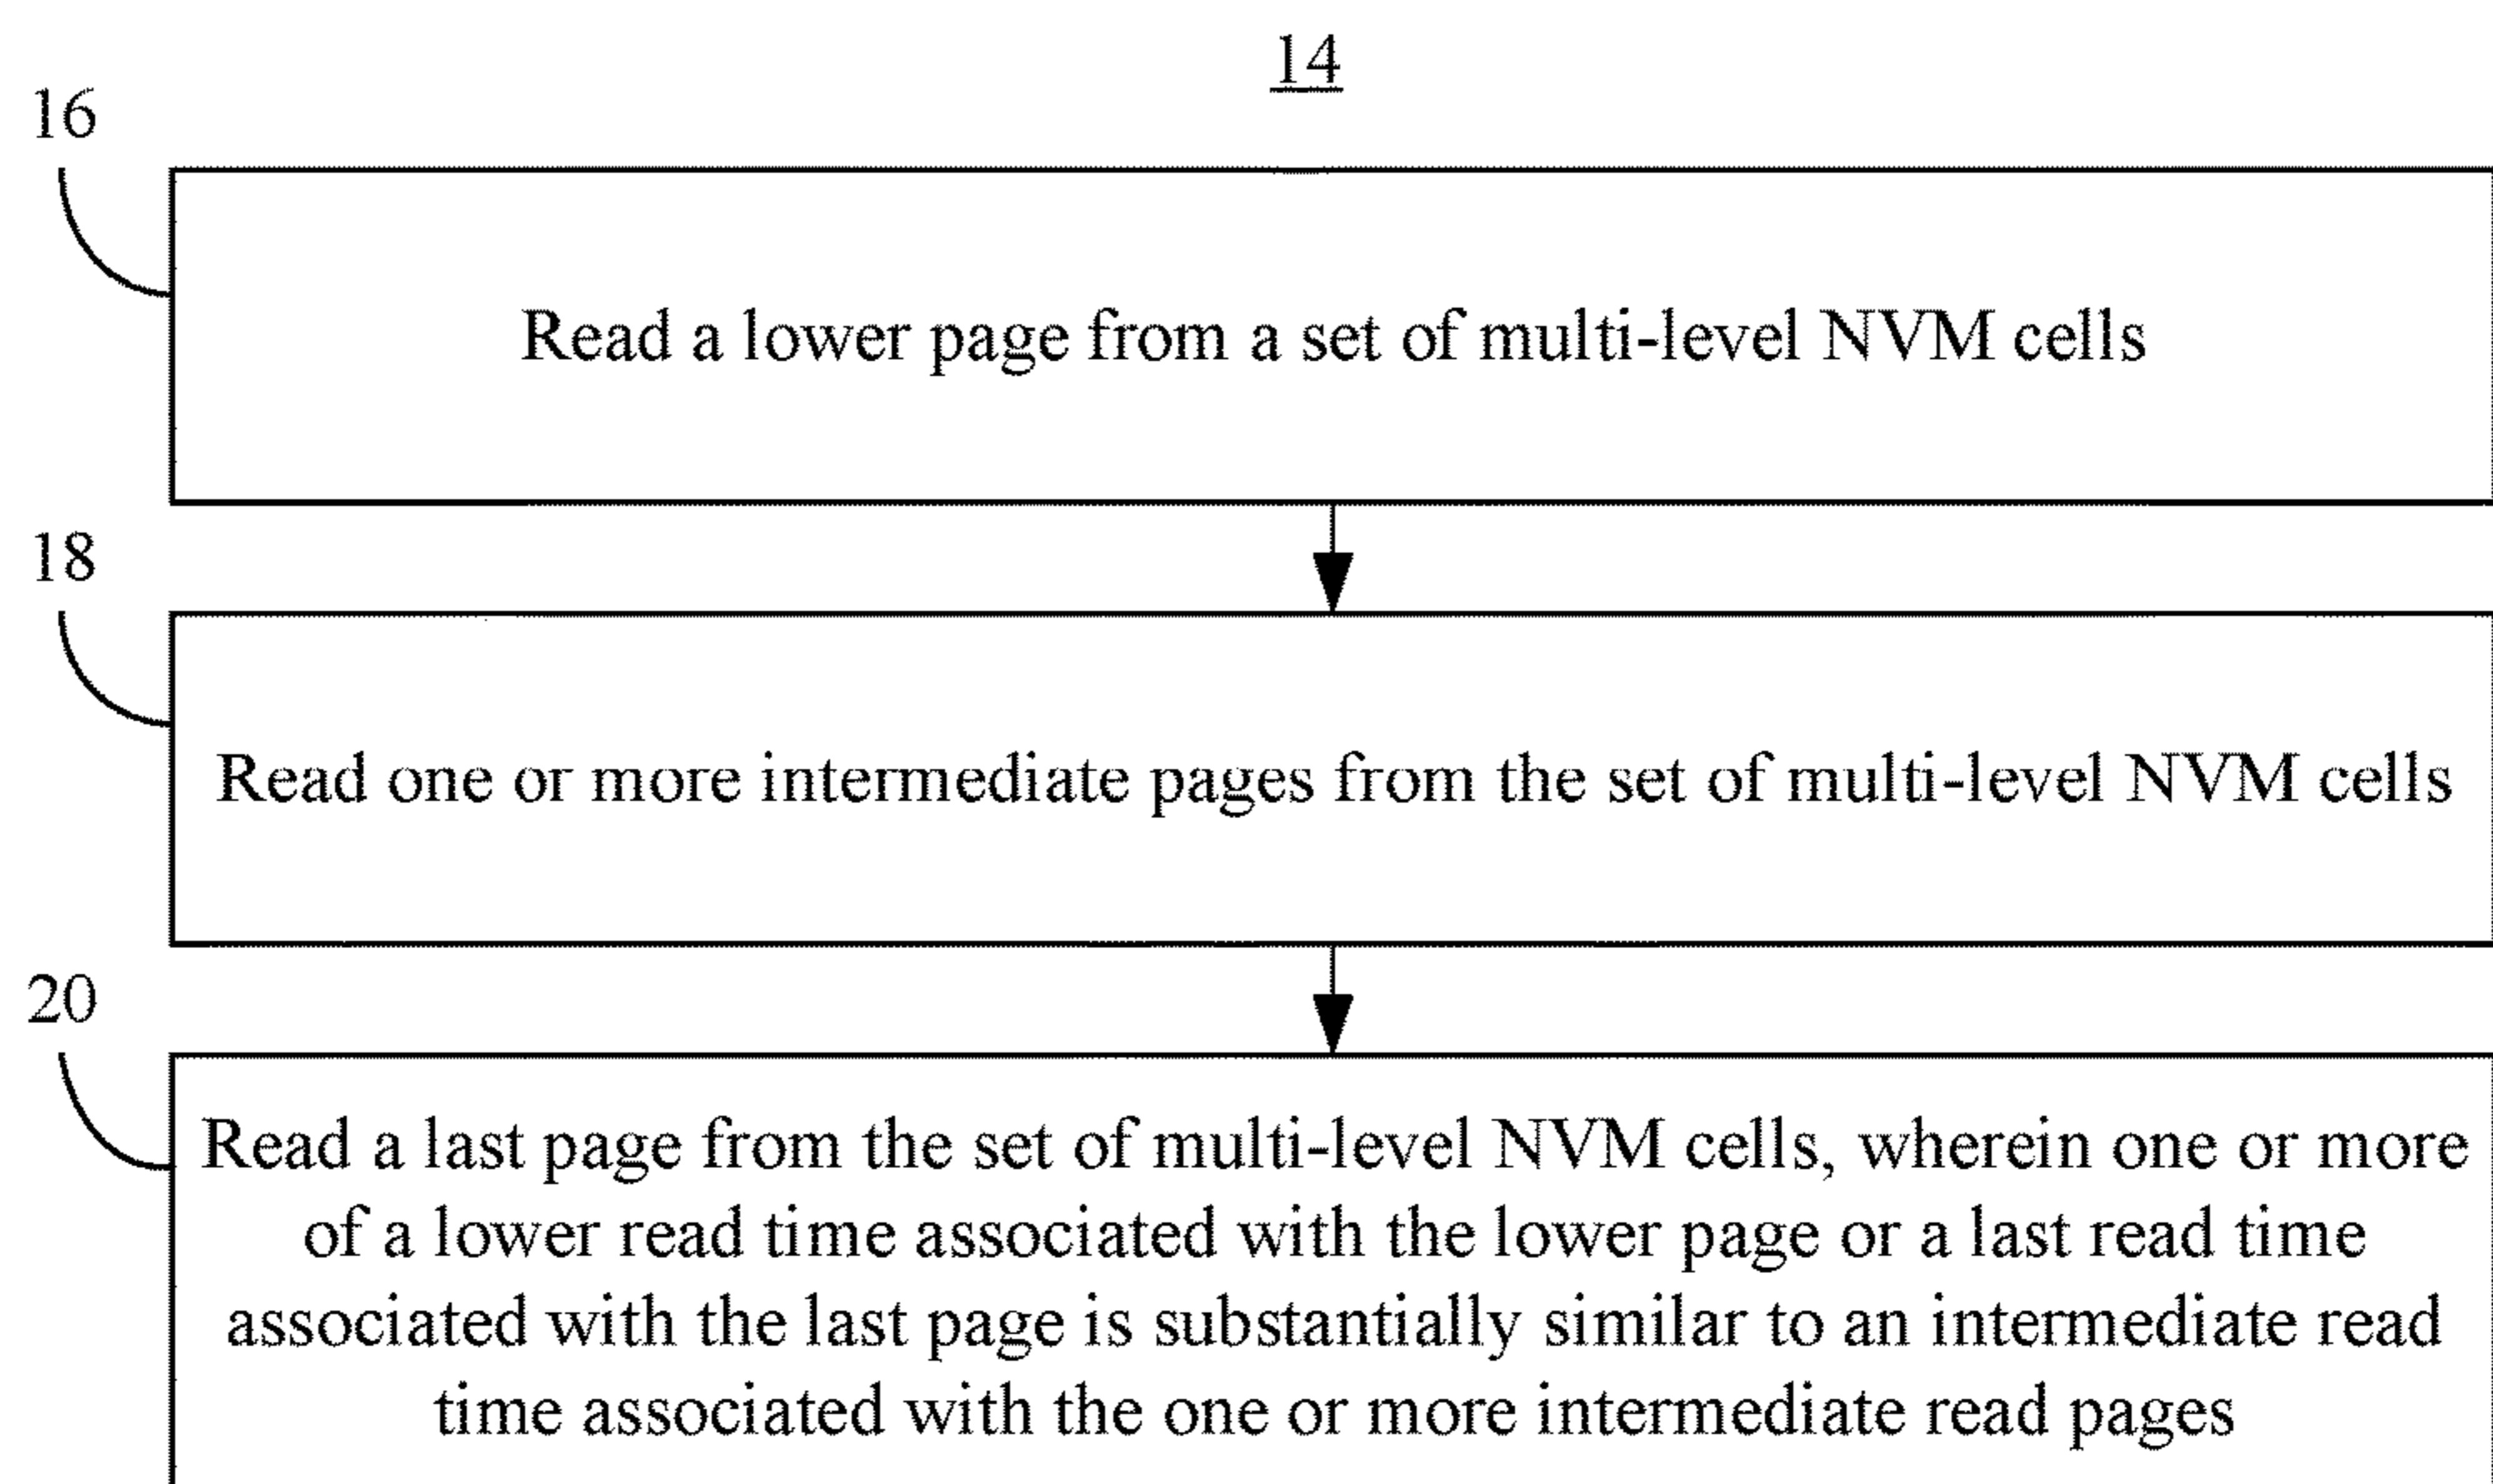 14
16
Read a lower page from a set of multi-level NVM cells
18
Read one or more intermediate pages from the set of multi-level NVM cells
20
Read a last page from the set of multi-level NVM cells, wherein one or more
of a lower read time associated with the lower page or a last read time
associated with the last page is substantially similar to an intermediate read
time associated with the one or more intermediate read pages